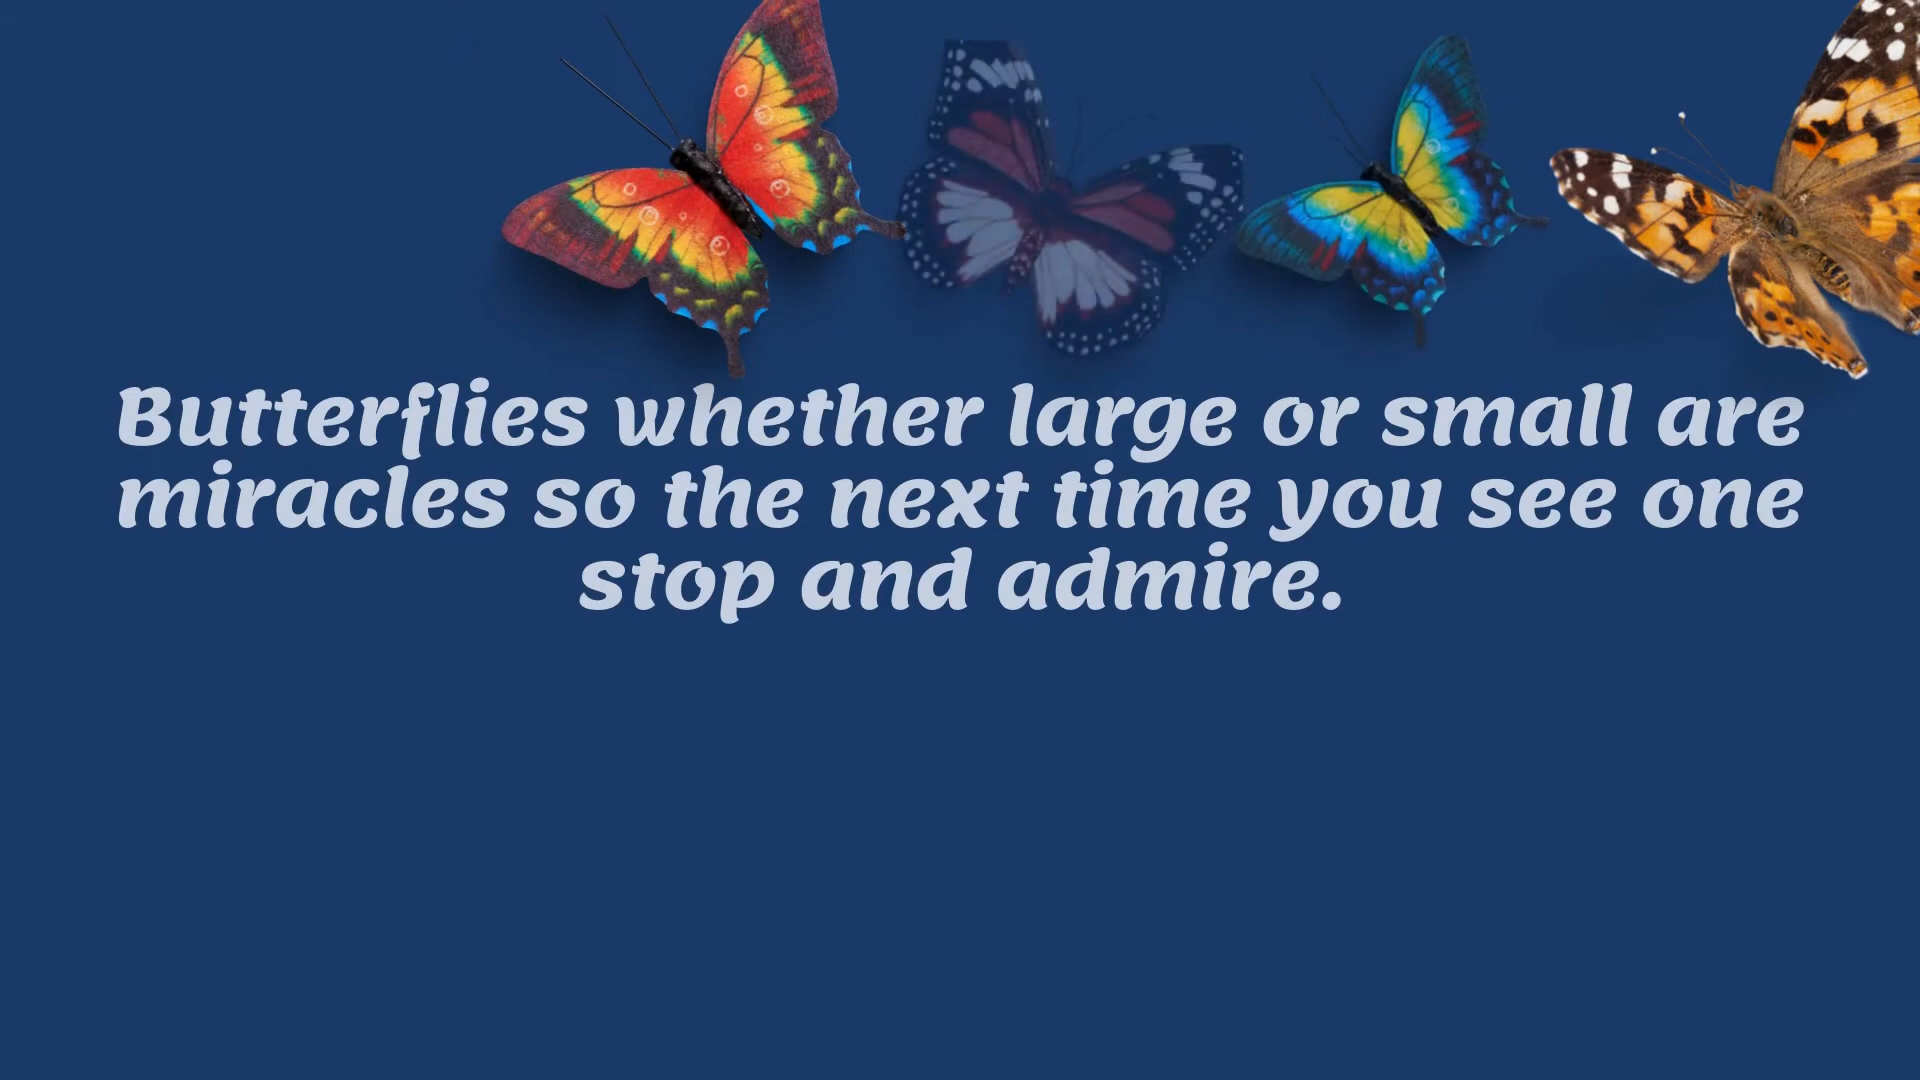 Butterflies whether large or small are
miracles so the next time you see one
stop and admire.